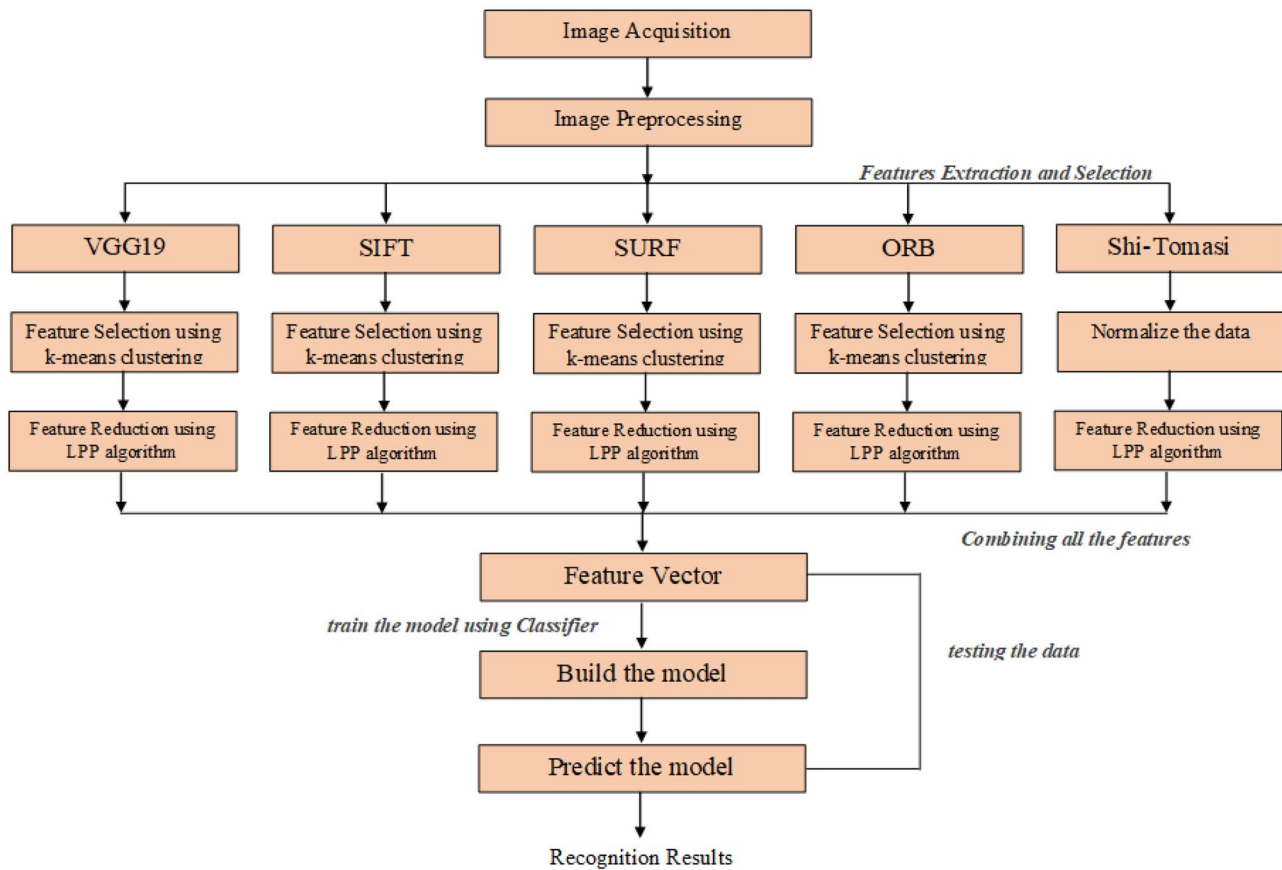 Image Acquisition
Image Preprocessing
Features Extraction and Selection
VGG19
SIFT
SURF
ORB
Shi-Tomasi
Feature Selection using
k-means clustering
Feature Selection using
k-means clustering
Feature Selection using
k-means clustering
Feature Selection using
k-means clustering
Normalize the data
Feature Reduction using
LPP algorithm
Feature Reduction using
LPP algorithm
Feature Reduction using
LPP algorithm
Feature Reduction using
LPP algorithm
Feature Reduction using
LPP algorithm
Combining all the features
Feature Vector
train the model using Classifier
testing the data
Build the model
Predict the model
Recognition Results